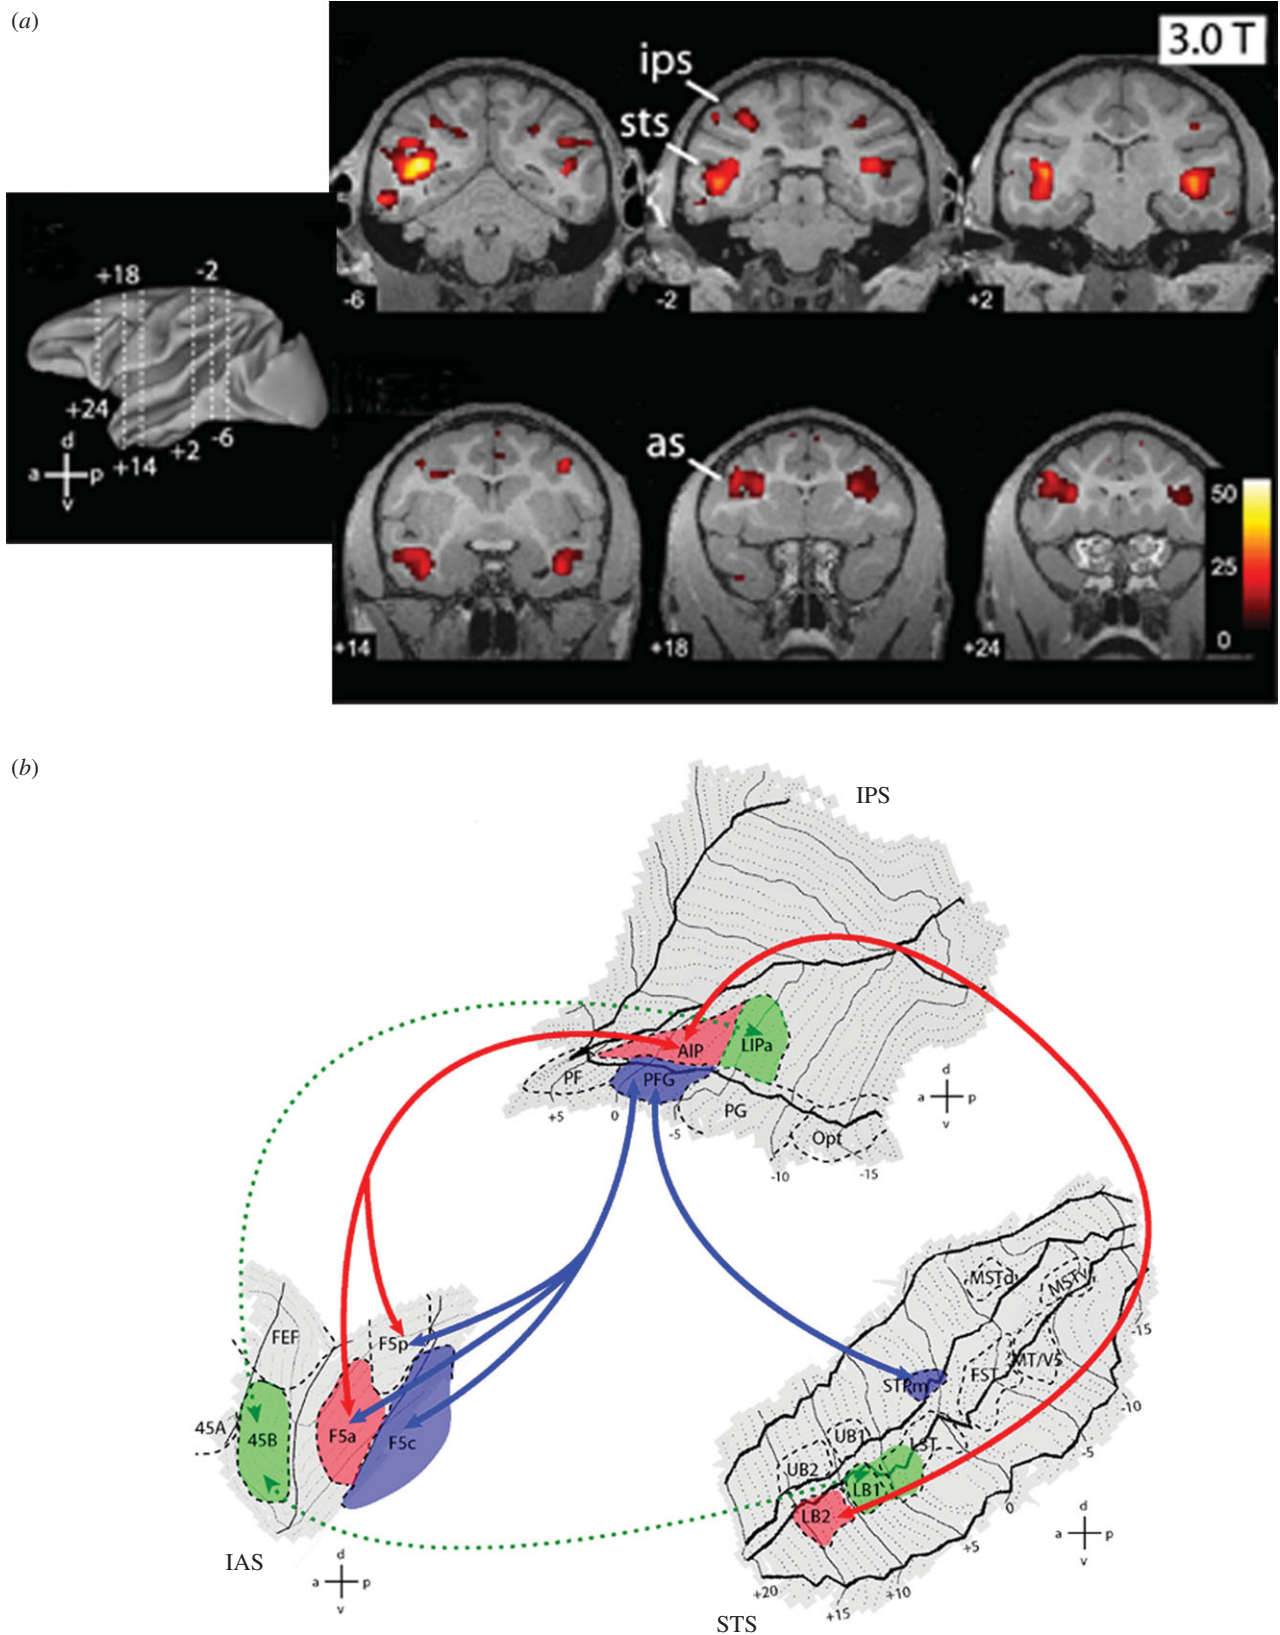 (a)
3.0 T
ips
sts
-6
-2
+2
+18
-2
+24
+14
+2
-6
d
a
p
v
as
+14
+18
+24
50
25
0
(b)
IPS
AIP
LIPa
PF
PFG
PG
Opt
+5
0
-5
-10
-15
d
a
p
v
FEF
F5p
45A
45B
F5a
F5c
IAS
d
a
p
v
MSTd
MSTv
MT/V5
FST
STPm
LST
UB1
UB2
LB1
LB2
-15
-10
-5
0
+5
+10
+15
+20
d
a
p
v
STS